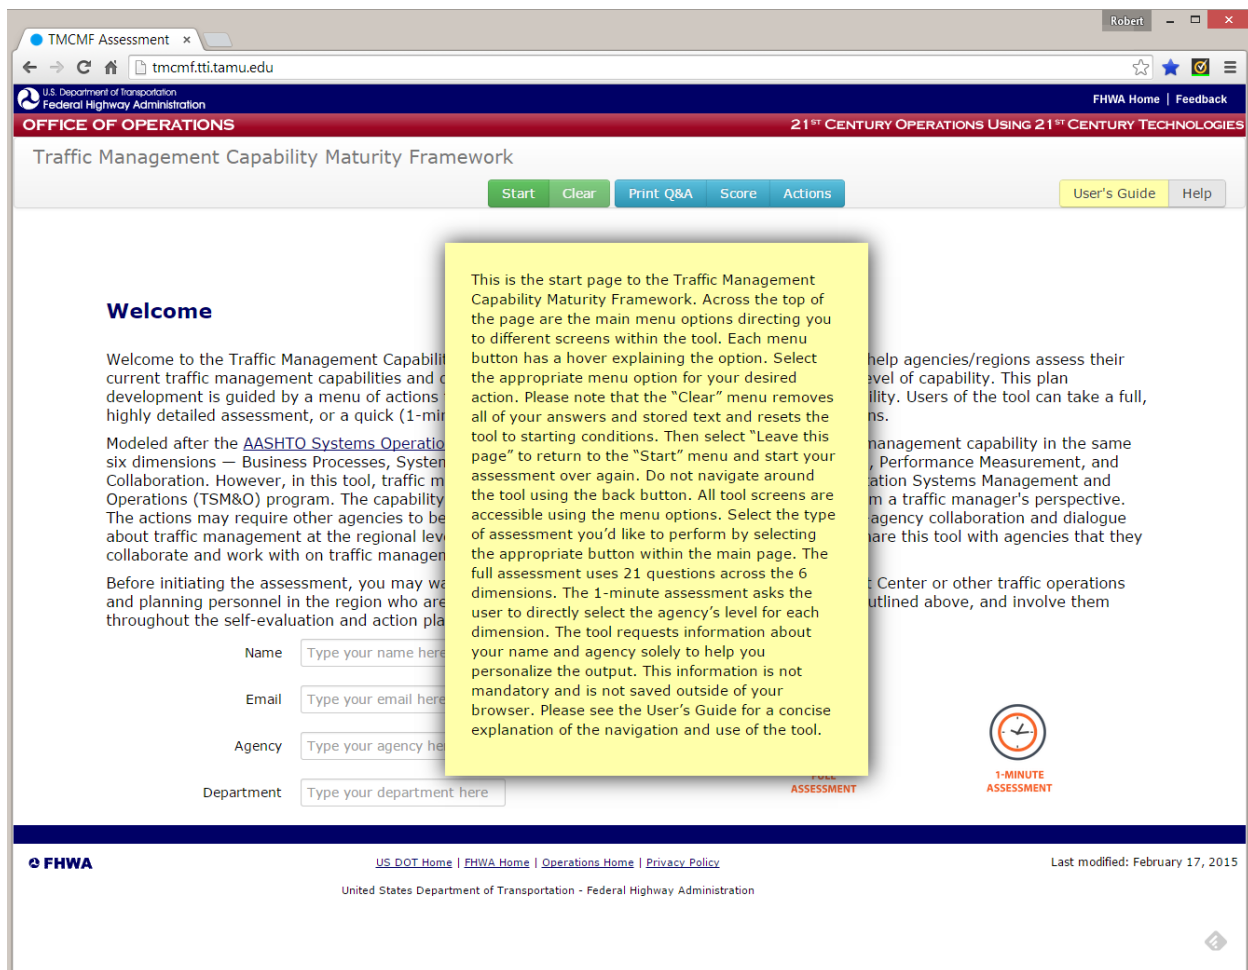 Robert
TMCMF Assessment
tmcmf.tti.tamu.edu
U.S. Department of Transportation
Federal Highway Administration
FHWA Home | Feedback
OFFICE OF OPERATIONS
21ST CENTURY OPERATIONS USING 21ST CENTURY TECHNOLOGIES
Traffic Management Capability Maturity Framework
Start Clear Print Q&A Score Actions User's Guide Help
This is the start page to the Traffic Management
Capability Maturity Framework. Across the top of
the page are the main menu options directing you
to different screens within the tool. Each menu
button has a hover explaining the option. Select
the appropriate menu option for your desired
action. Please note that the “Clear” menu removes
all of your answers and stored text and resets the
tool to starting conditions. Then select “Leave this
page” to return to the “Start” menu and start your
assessment over again. Do not navigate around
the tool using the back button. All tool screens are
accessible using the menu options. Select the type
of assessment you’d like to perform by selecting
the appropriate button within the main page. The
full assessment uses 21 questions across the 6
dimensions. The 1-minute assessment asks the
user to directly select the agency’s level for each
dimension. The tool requests information about
your name and agency solely to help you
personalize the output. This information is not
mandatory and is not saved outside of your
browser. Please see the User’s Guide for a concise
explanation of the navigation and use of the tool.
Welcome
Welcome to the Traffic Management help agencies/regions assess their
current traffic management capabilities and level of capability. This plan
development is guided by a menu of actions Users of the tool can take a full,
highly detailed assessment, or a quick
Modeled after the AASHTO Systems management capability in the same
six dimensions — Business Processes, Performance Measurement, and
Collaboration. However, in this tool, traffic Systems Management and
Operations (TSM&O) program. The capability a traffic manager's perspective.
The actions may require other agencies to collaboration and dialogue
about traffic management at the regional this tool with agencies that they
collaborate and work with on traffic
Before initiating the assessment, you may Center or other traffic operations
and planning personnel in the region who are outlined above, and involve them
throughout the self-evaluation and action
Name Type your name here
Email Type your email here
Agency Type your agency
Department Type your department here
FULL
ASSESSMENT
1-MINUTE
ASSESSMENT
FHWA
US DOT Home | FHWA Home | Operations Home | Privacy Policy
Last modified: February 17, 2015
United States Department of Transportation - Federal Highway Administration